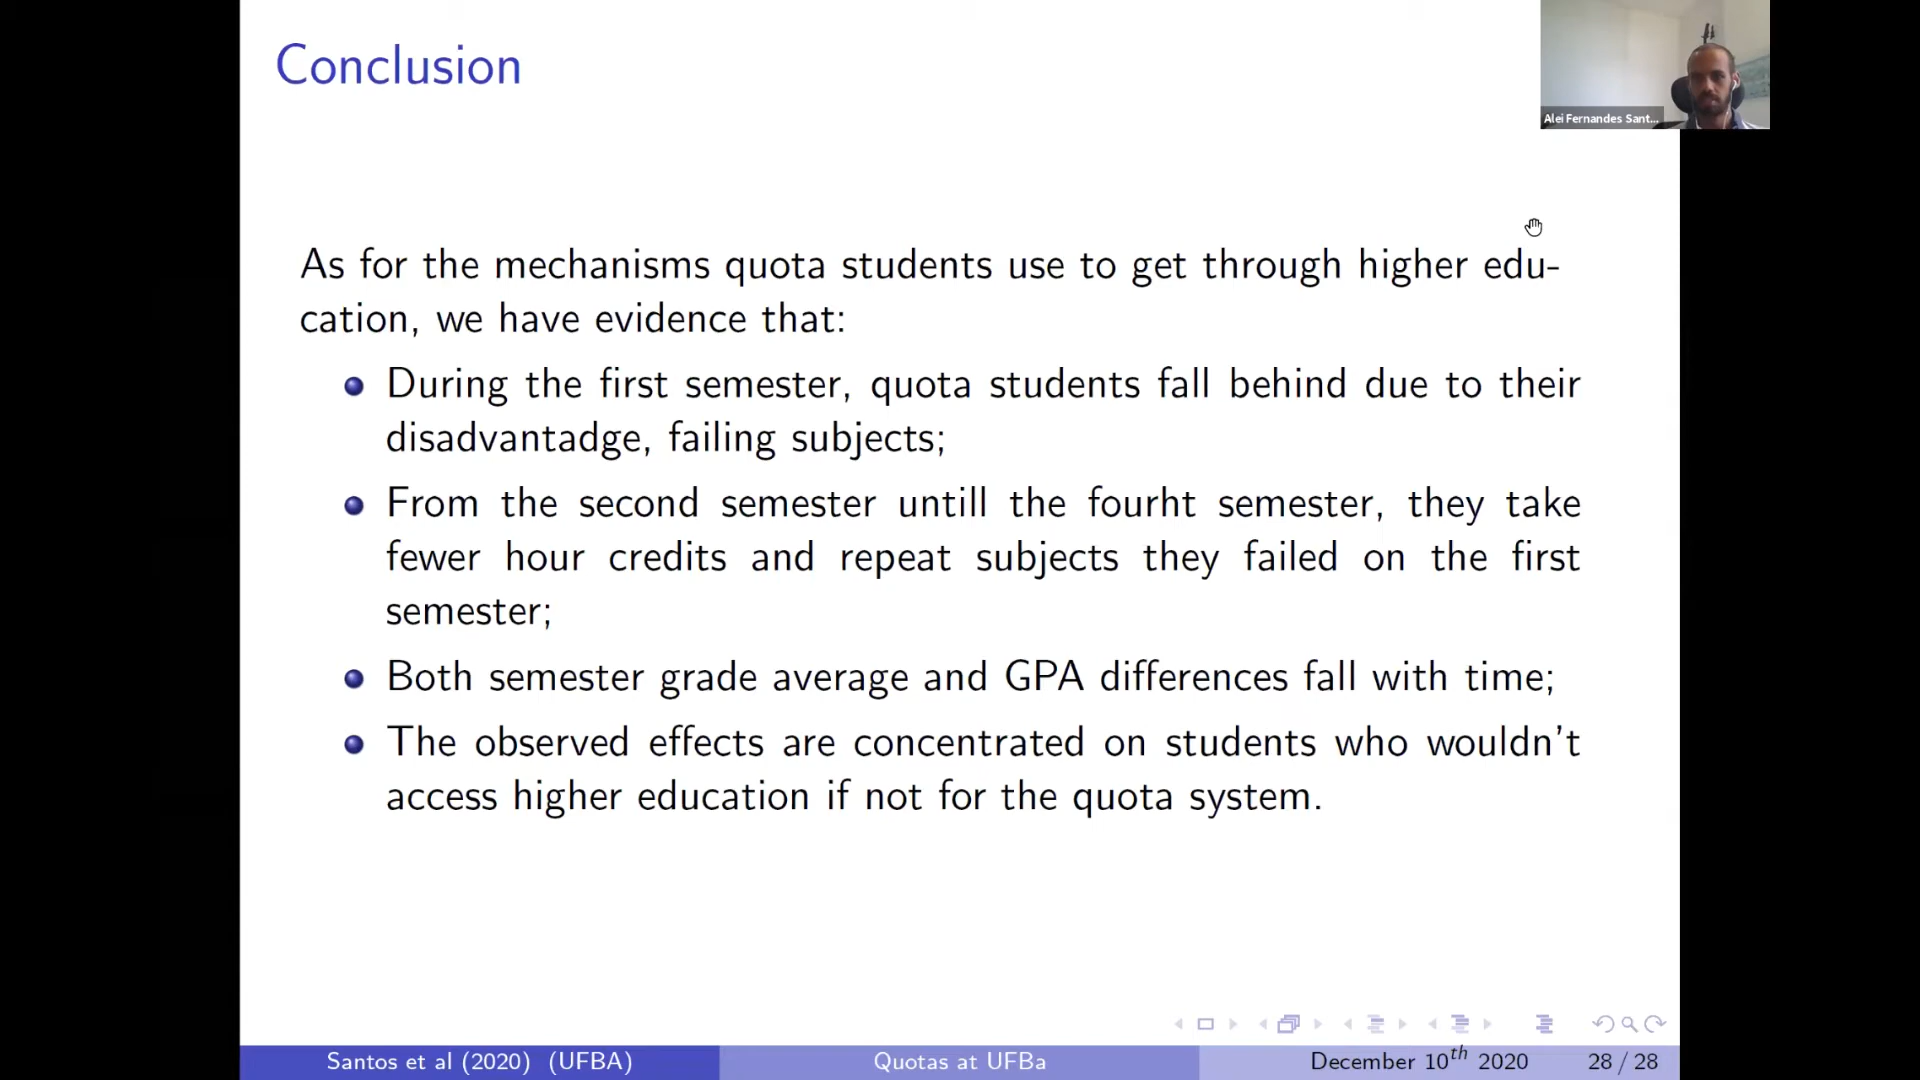 Conclusion
Alei Fernandes Sant...
As for the mechanisms quota students use to get through higher edu-
cation, we have evidence that:
During the first semester, quota students fall behind due to their
disadvantadge, failing subjects;
From the second semester untill the fourht semester, they take
fewer hour credits and repeat subjects they failed on the first
semester;
Both semester grade average and GPA differences fall with time;
The observed effects are concentrated on students who wouldn't
access higher education if not for the quota system.
Santos et al (2020) (UFBA) Quotas at UFBa December 10th 2020 28 / 28